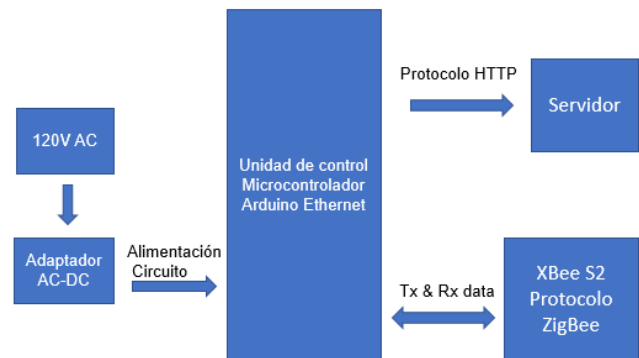 120V AC
Adaptador
AC-DC
Alimentación
Circuito
Unidad de control
Microcontrolador
Arduino Ethernet
Protocolo HTTP
Servidor
Tx & Rx data
XBee S2
Protocolo
ZigBee